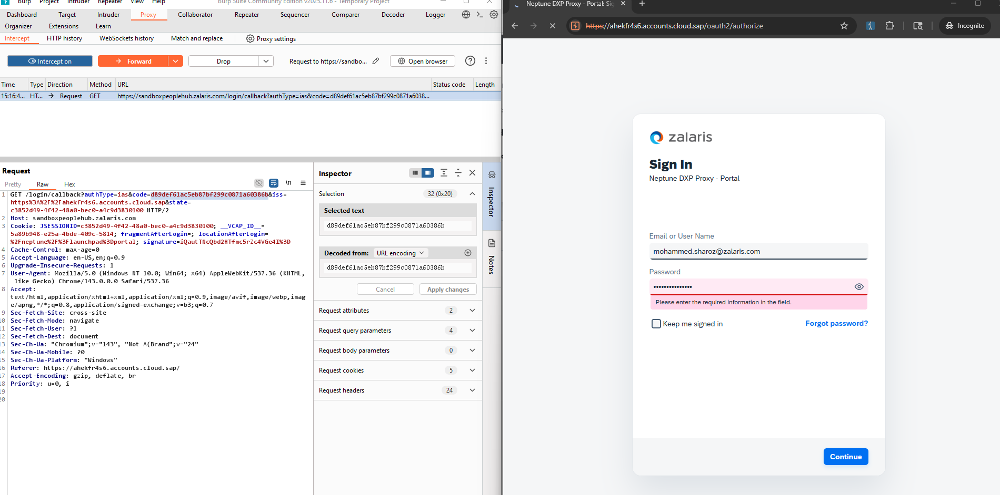 Burp Project Intruder Repeater View Help Burp Suite Community Edition v2025.11.6 - Temporary Project
Dashboard Target Intruder Proxy Collaborator Repeater Sequencer Comparer Decoder Logger
Organizer Extensions Learn
Intercept HTTP history WebSockets history Match and replace Proxy settings
Intercept on Forward Drop Request to https://sandbo... Open browser
Time Type Direction Method URL Status code Length
15:16:4... HT... Request GET https://sandboxpeoplehub.zalaris.com/login/callback?authType=ias&code=d89def61ac5eb87bf299c0871a6038...
Request
Pretty Raw Hex \n
1 GET /login/callback?authType=ias&code=d89def61ac5eb87bf299c0871a60386b&iss=
https%3A%2F%2Fahekfr4s6.accounts.cloud.sap&state=
c3852d49-4f42-48a0-bec0-a4c9d3830100 HTTP/2
2 Host: sandboxpeoplehub.zalaris.com
3 Cookie: JSESSIONID=c3852d49-4f42-48a0-bec0-a4c9d3830100; __VCAP_ID__=
5a89b948-e25a-4bde-409c-5814; fragmentAfterLogin=; locationAfterLogin=
%2Fneptune%2F%3Flaunchpad%3Dportal; signature=iQautTNcQbd2HTfmc5rZc4VGe4I%3D
4 Cache-Control: max-age=0
5 Accept-Language: en-US,en;q=0.9
6 Upgrade-Insecure-Requests: 1
7 User-Agent: Mozilla/5.0 (Windows NT 10.0; Win64; x64) AppleWebKit/537.36 (KHTML,
like Gecko) Chrome/143.0.0.0 Safari/537.36
8 Accept:
text/html,application/xhtml+xml,application/xml;q=0.9,image/avif,image/webp,imag
e/apng,*/*;q=0.8,application/signed-exchange;v=b3;q=0.7
9 Sec-Fetch-Site: cross-site
10 Sec-Fetch-Mode: navigate
11 Sec-Fetch-User: ?1
12 Sec-Fetch-Dest: document
13 Sec-Ch-Ua: "Chromium";v="143", "Not A(Brand";v="24"
14 Sec-Ch-Ua-Mobile: ?0
15 Sec-Ch-Ua-Platform: "Windows"
16 Referer: https://ahekfr4s6.accounts.cloud.sap/
17 Accept-Encoding: gzip, deflate, br
18 Priority: u=0, i
19
20
Inspector
Selection 32 (0x20)
Selected text
d89def61ac5eb87bf299c0871a60386b
Decoded from: URL encoding
d89def61ac5eb87bf299c0871a60386b
Cancel Apply changes
Request attributes 2
Request query parameters 4
Request body parameters 0
Request cookies 5
Request headers 24
Inspector
Notes
Neptune DXP Proxy - Portal: Sig
https://ahekfr4s6.accounts.cloud.sap/oauth2/authorize Incognito
zalaris
Sign In
Neptune DXP Proxy - Portal
Email or User Name
mohammed.sharoz@zalaris.com
Password
•••••••••••••••
Please enter the required information in the field.
Keep me signed in Forgot password?
Continue